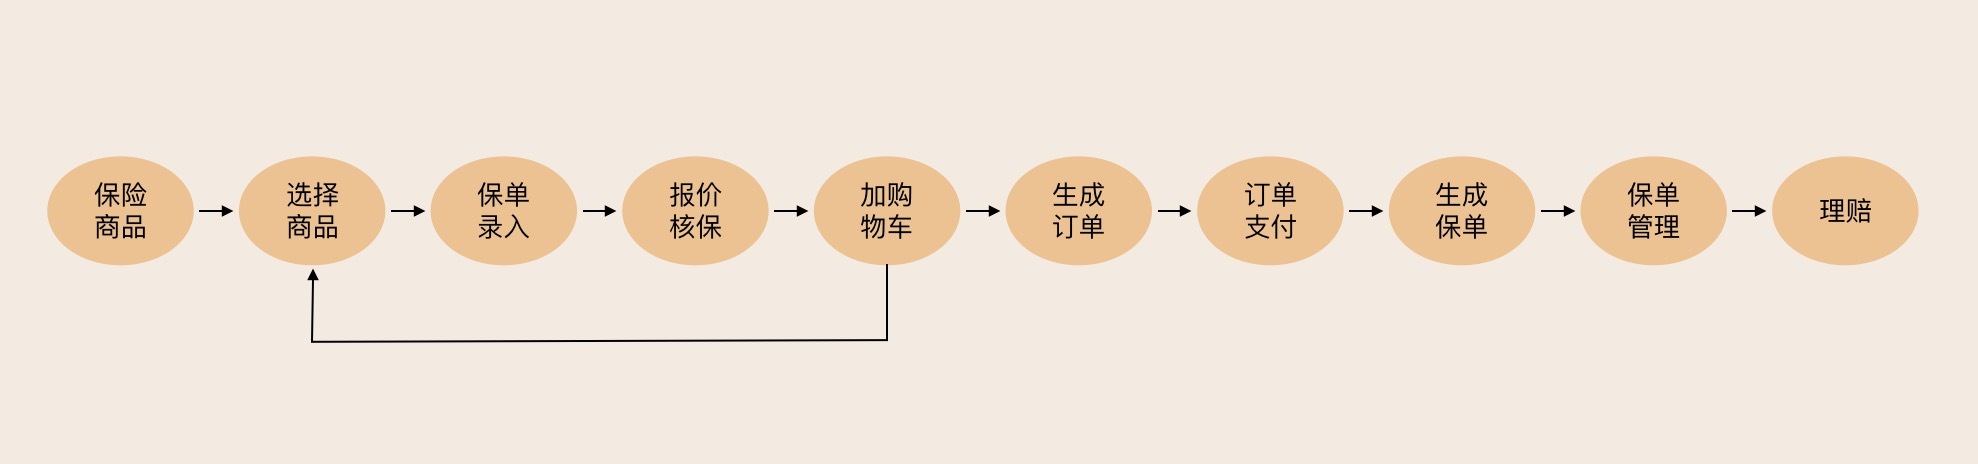 保险
商品
选择
商品
保单
录入
报价
核保
加购
物车
生成
订单
订单
支付
生成
保单
保单
管理
理赔